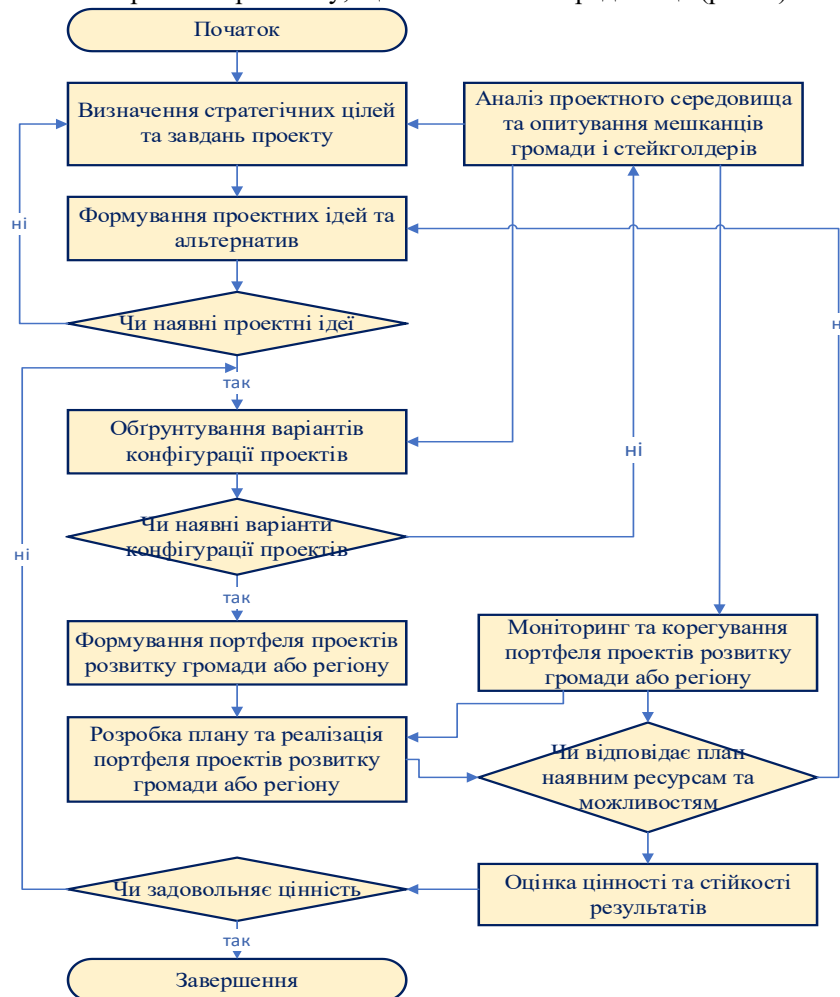 Початок
Визначення стратегічних цілей
та завдань проекту
Аналіз проектного середовища
та опитування мешканців
громади і стейкголдерів
Формування проектних ідей та
альтернатив
ні
Чи наявні проектні ідеї
так
Обґрунтування варіантів
конфігурації проектів
ні
Чи наявні варіанти
конфігурації проектів
ні
так
Формування портфеля проектів
розвитку громади або регіону
Моніторинг та корегування
портфеля проектів розвитку
громади або регіону
Розробка плану та реалізація
портфеля проектів розвитку
громади або регіону
Чи відповідає план
наявним ресурсам та
можливостям
Чи задовольняє цінність
Оцінка цінності та стійкості
результатів
так
Завершення